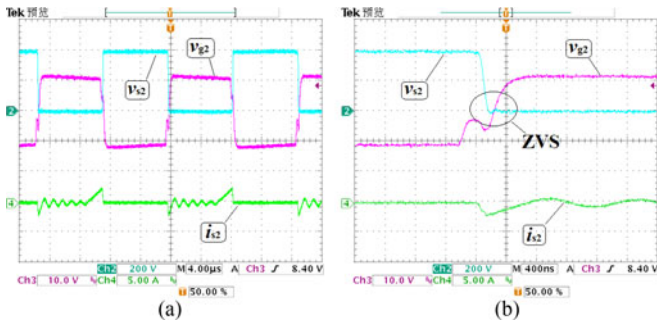 Tek 预览
v_g2
v_s2
2
4
i_s2
Ch2 200 V M 4.00μs A Ch3 ∫ 8.40 V
Ch3 10.0 V Ch4 5.00 A
50.00 %
(a)
Tek 预览
v_g2
v_s2
2
ZVS
4
i_s2
Ch2 200 V M 400ns A Ch3 ∫ 8.40 V
Ch3 10.0 V Ch4 5.00 A
50.00 %
(b)